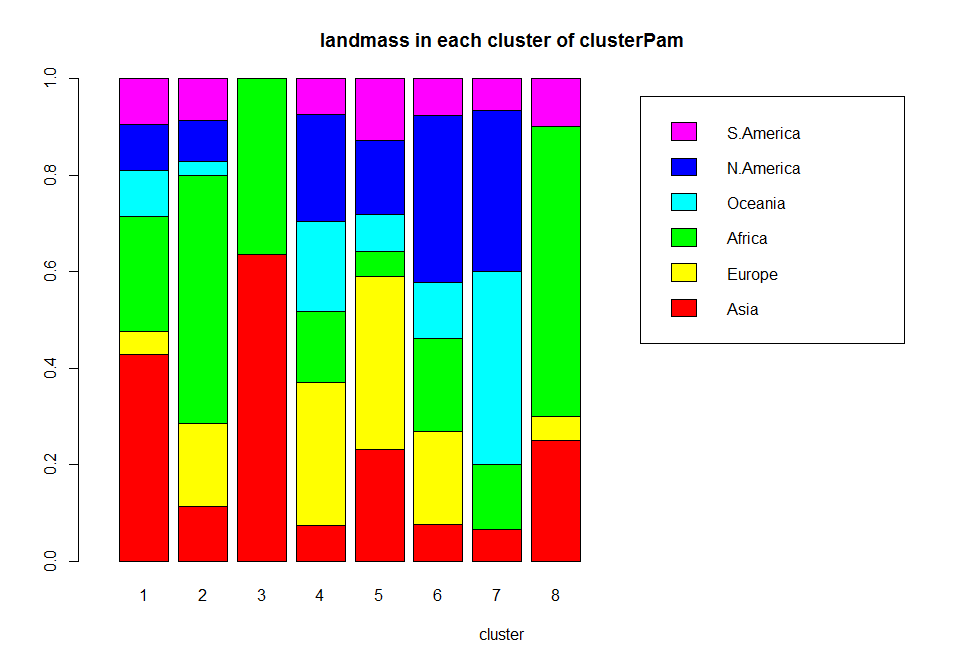 landmass in each cluster of clusterPam
1.0
0.8
0.6
0.4
0.2
0.0
S.America
N.America
Oceania
Africa
Europe
Asia
1 2 3 4 5 6 7 8
cluster